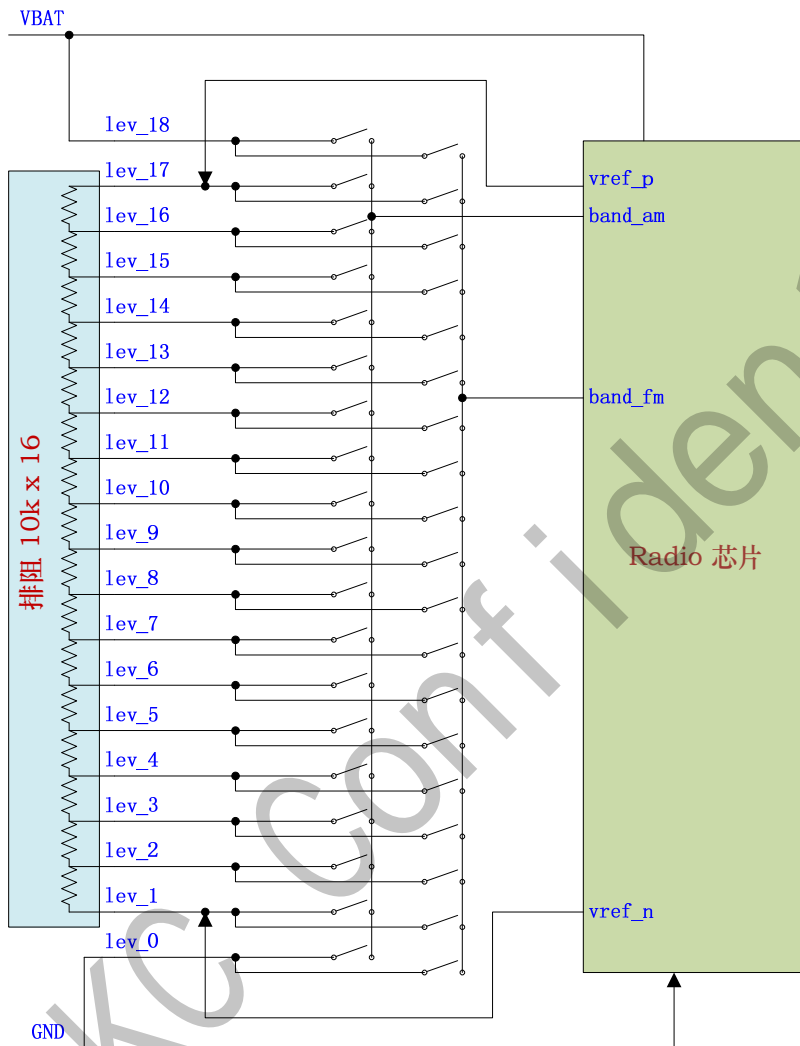 VBAT
lev_18
lev_17
vref_p
lev_16
band_am
lev_15
lev_14
lev_13
lev_12
band_fm
lev_11
排阻 10k x 16
lev_10
lev_9
Radio 芯片
lev_8
lev_7
lev_6
lev_5
lev_4
lev_3
lev_2
lev_1
vref_n
lev_0
GND
KC Confiden